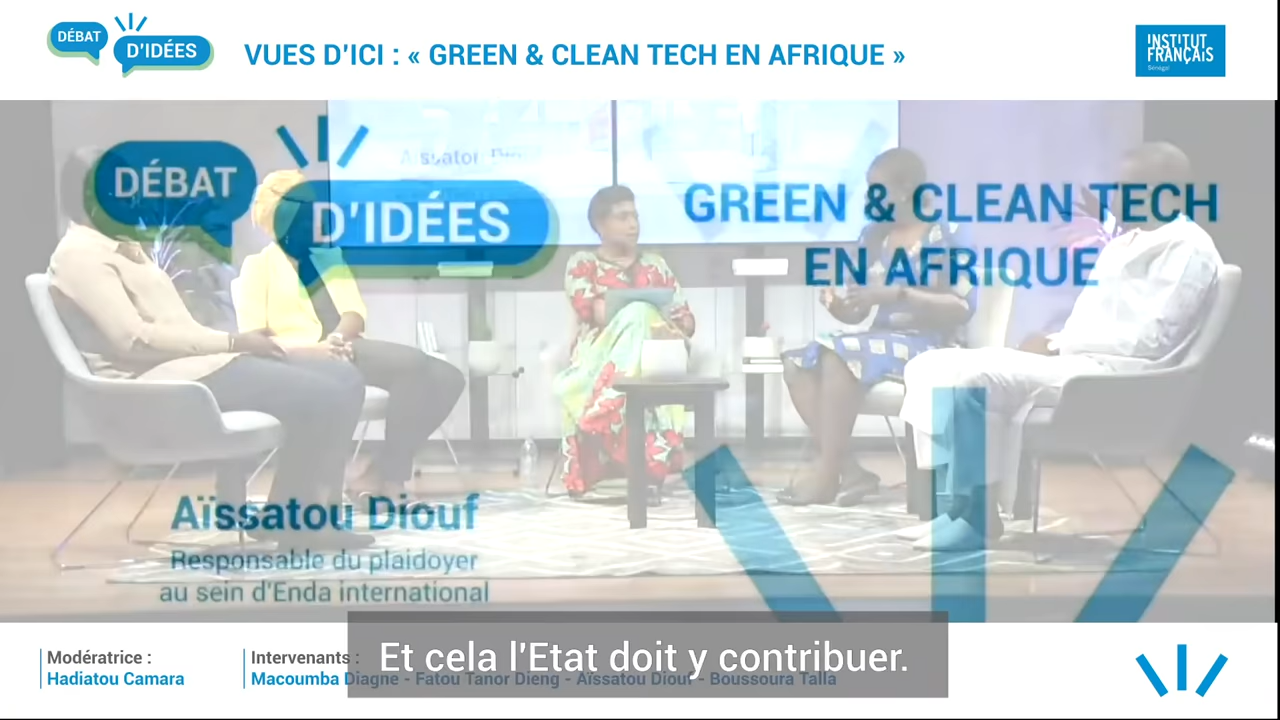 DÉBAT
D'IDÉES
VUES D'ICI : « GREEN & CLEAN TECH EN AFRIQUE »
INSTITUT
FRANÇAIS
Sénégal
DÉBAT
D'IDÉES
GREEN & CLEAN TECH
EN AFRIQUE
Aïssatou Diouf
Responsable du plaidoyer
au sein d'Enda international
Et cela l'Etat doit y contribuer.
Modératrice :
Hadiatou Camara
Intervenants :
Macoumba Diagne - Fatou Tanor Dieng - Aïssatou Diouf - Boussoura Talla